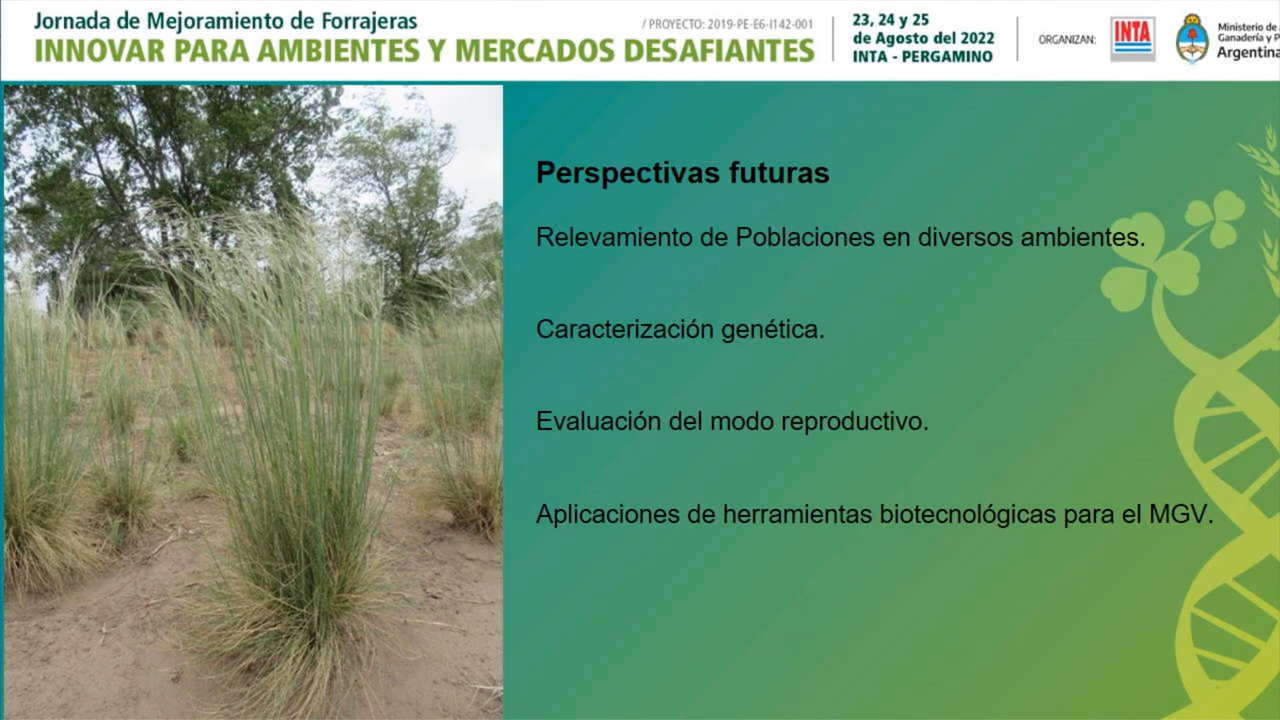 Jornada de Mejoramiento de Forrajeras
/ PROYECTO: 2019-PE-E6-I142-001
INNOVAR PARA AMBIENTES Y MERCADOS DESAFIANTES
23, 24 y 25
de Agosto del 2022
INTA - PERGAMINO
ORGANIZAN:
INTA
Ministerio de
Ganadería y P
Argentina
Perspectivas futuras
Relevamiento de Poblaciones en diversos ambientes.
Caracterización genética.
Evaluación del modo reproductivo.
Aplicaciones de herramientas biotecnológicas para el MGV.